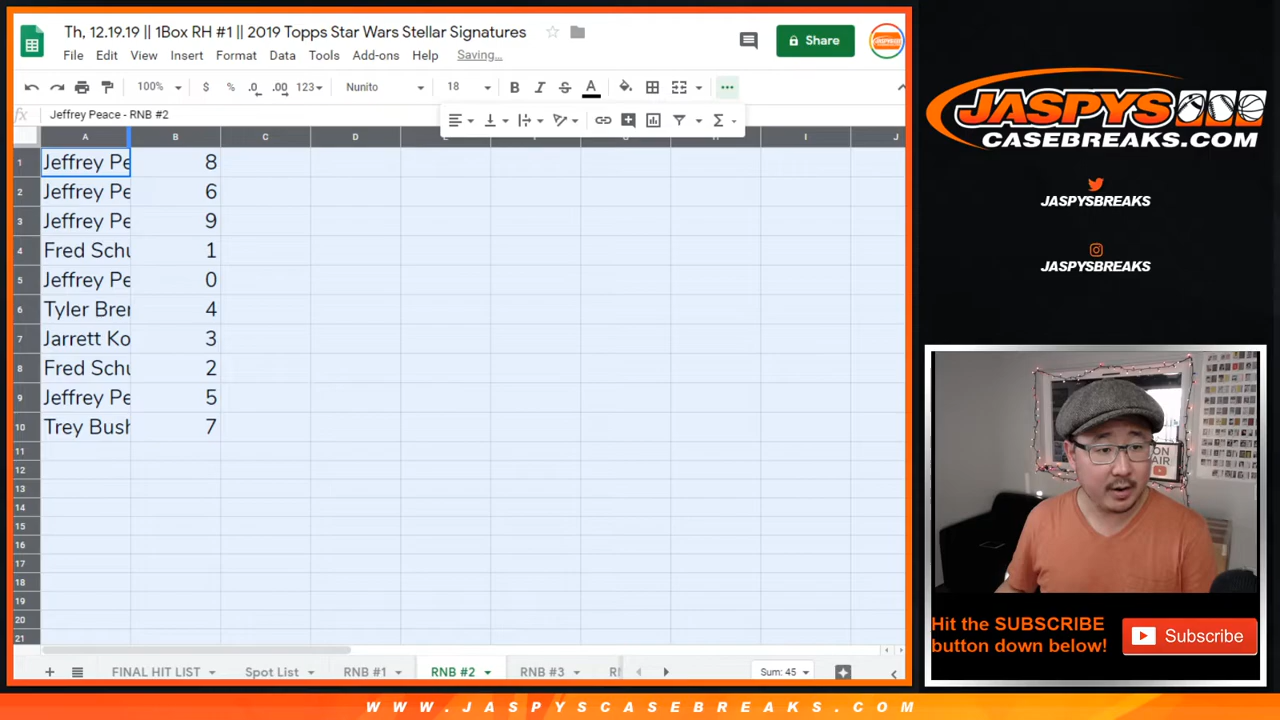 Th, 12.19.19 || 1Box RH #1 || 2019 Topps Star Wars Stellar Signatures
File Edit View Insert Format Data Tools Add-ons Help Saving...
Share
100% $ % .0 .00 123 Nunito 18 B I S A
fx Jeffrey Peace - RNB #2
A B C D I J
1 Jeffrey Pe 8
2 Jeffrey Pe 6
3 Jeffrey Pe 9
4 Fred Schu 1
5 Jeffrey Pe 0
6 Tyler Bren 4
7 Jarrett Ko 3
8 Fred Schu 2
9 Jeffrey Pe 5
10 Trey Bush 7
11
12
13
14
15
16
17
18
19
20
21
FINAL HIT LIST Spot List RNB #1 RNB #2 RNB #3 Sum: 45
JASPYS
CASEBREAKS.COM
JASPYSBREAKS
JASPYSBREAKS
ON
AIR
Hit the SUBSCRIBE
button down below!
Subscribe
WWW.JASPYSCASEBREAKS.COM